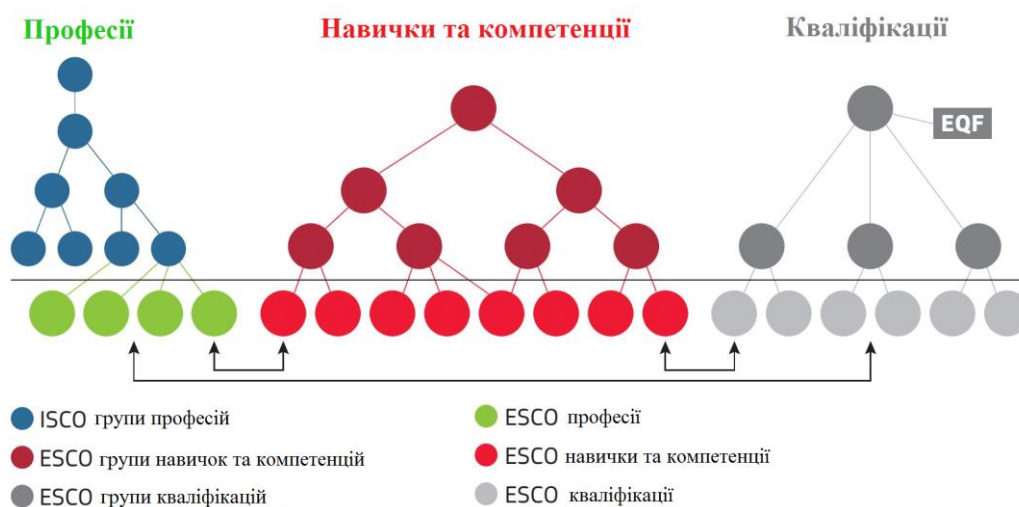 Професії
Навички та компетенції
Кваліфікації
EQF
ISCO групи професій
ESCO професії
ESCO групи навичок та компетенцій
ESCO навички та компетенції
ESCO групи кваліфікацій
ESCO кваліфікації